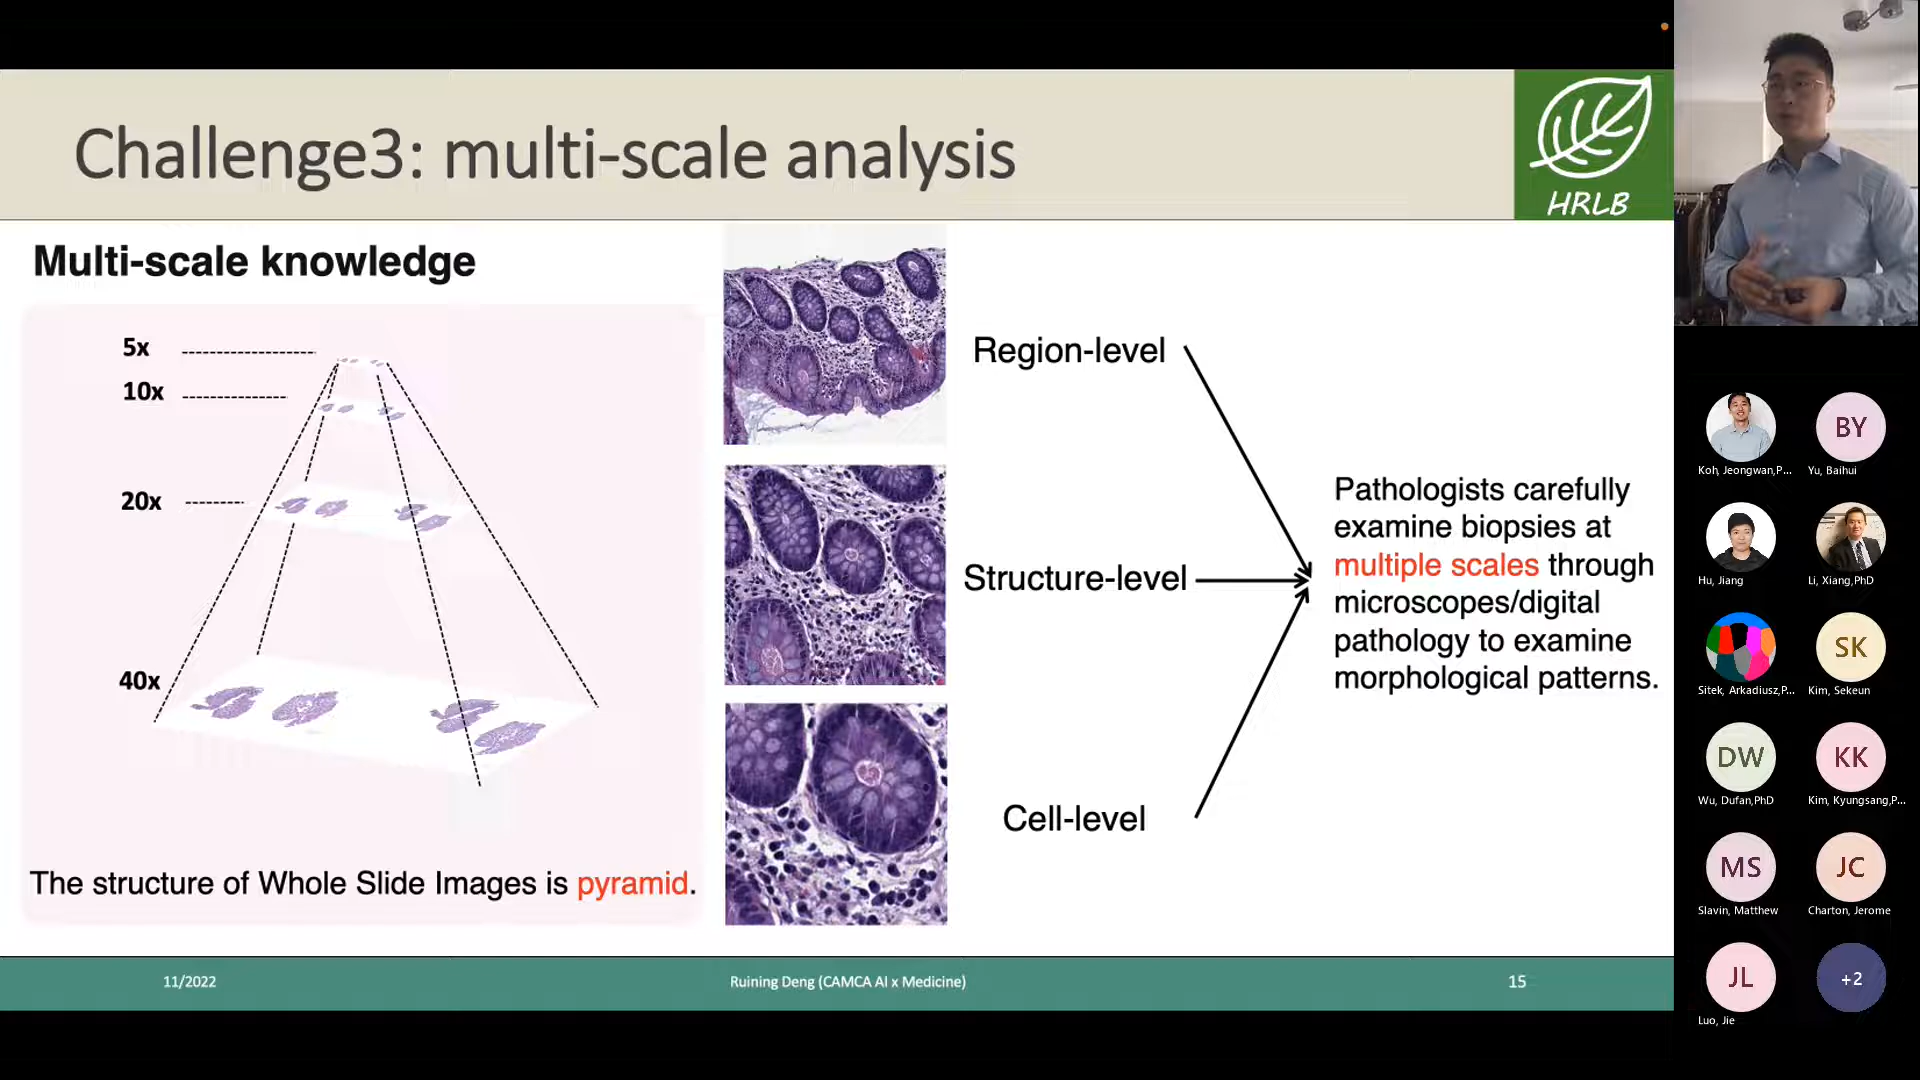 Challenge3: multi-scale analysis
HRLB
Multi-scale knowledge
5x
10x
20x
40x
The structure of Whole Slide Images is pyramid.
Region-level
Structure-level
Cell-level
Pathologists carefully
examine biopsies at
multiple scales through
microscopes/digital
pathology to examine
morphological patterns.
11/2022
Ruining Deng (CAMCA AI x Medicine)
15
Koh, Jeongwan,P...
BY
Yu, Baihui
Hu, Jiang
Li, Xiang,PhD
Sitek, Arkadiusz,P...
SK
Kim, Sekeun
DW
Wu, Dufan,PhD
KK
Kim, Kyungsang,P...
MS
Slavin, Matthew
JC
Charton, Jerome
JL
Luo, Jie
+2